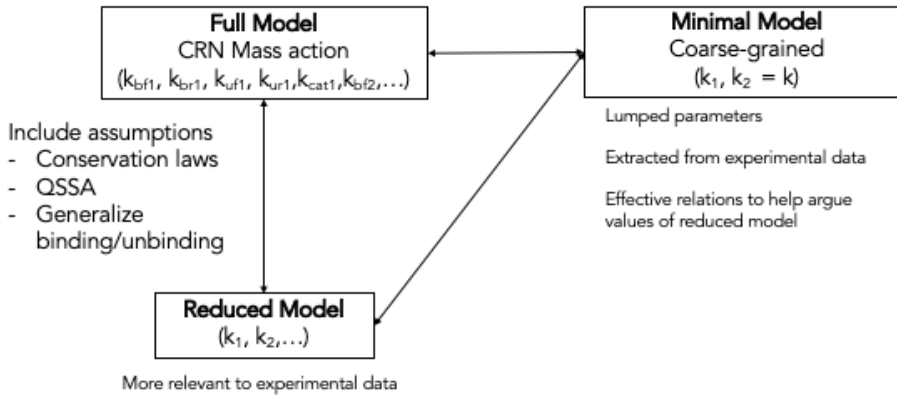 Full Model
CRN Mass action
(kbf1, kbr1, kuf1, kur1,kcat1,kbf2,...)
Minimal Model
Coarse-grained
(k1, k2 = k)
Include assumptions
- Conservation laws
- QSSA
- Generalize
binding/unbinding
Lumped parameters
Extracted from experimental data
Effective relations to help argue
values of reduced model
Reduced Model
(k1, k2,...)
More relevant to experimental data